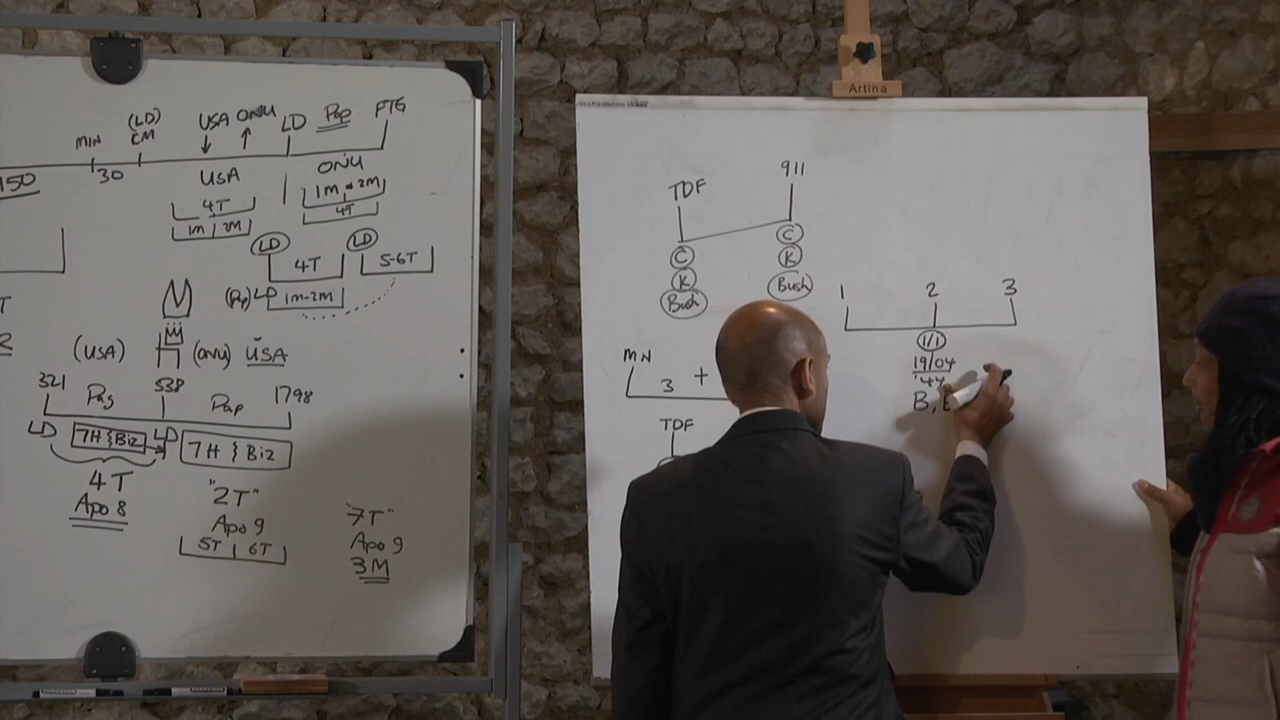 MIN (LD) CM USA ONU LD Pap FTG
150 30 USA ONU
4T 1M 2M
1M 2M 4T
LD LD
4T 5-6T
(Pg) LD 1M-2M
(USA) (ONU) USA
321 Pag 538 Pap 1798
LD 7H } Biz LD 7H } Biz
4T "2T"
Apo 8 Apo 9
5T 6T
"7T"
Apo 9
3M
T
2
Artina
TDF 911
C C
K K
Bush Bush
1 2 3
1/1
19/04
'44
B,
MN 3 +
TDF